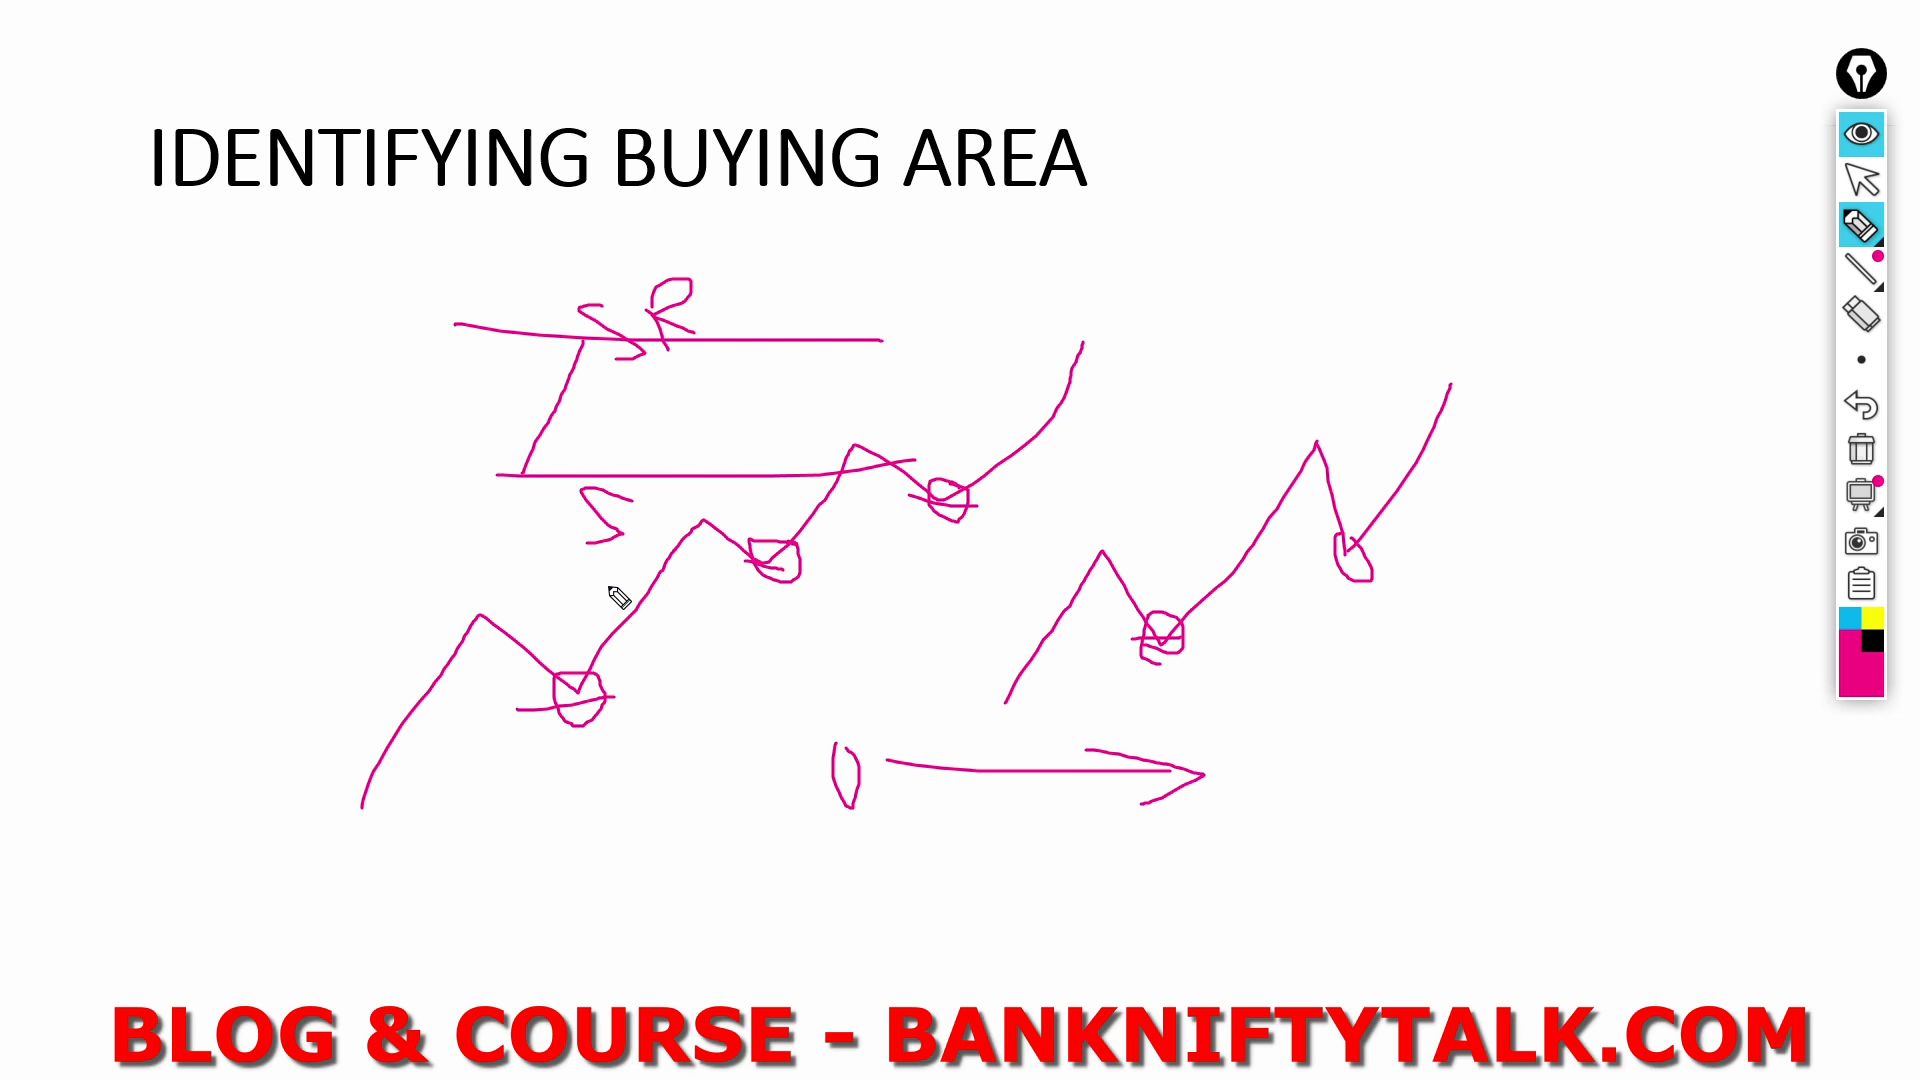 IDENTIFYING BUYING AREA
S R
S
BLOG & COURSE - BANKNIFTYTALK.COM